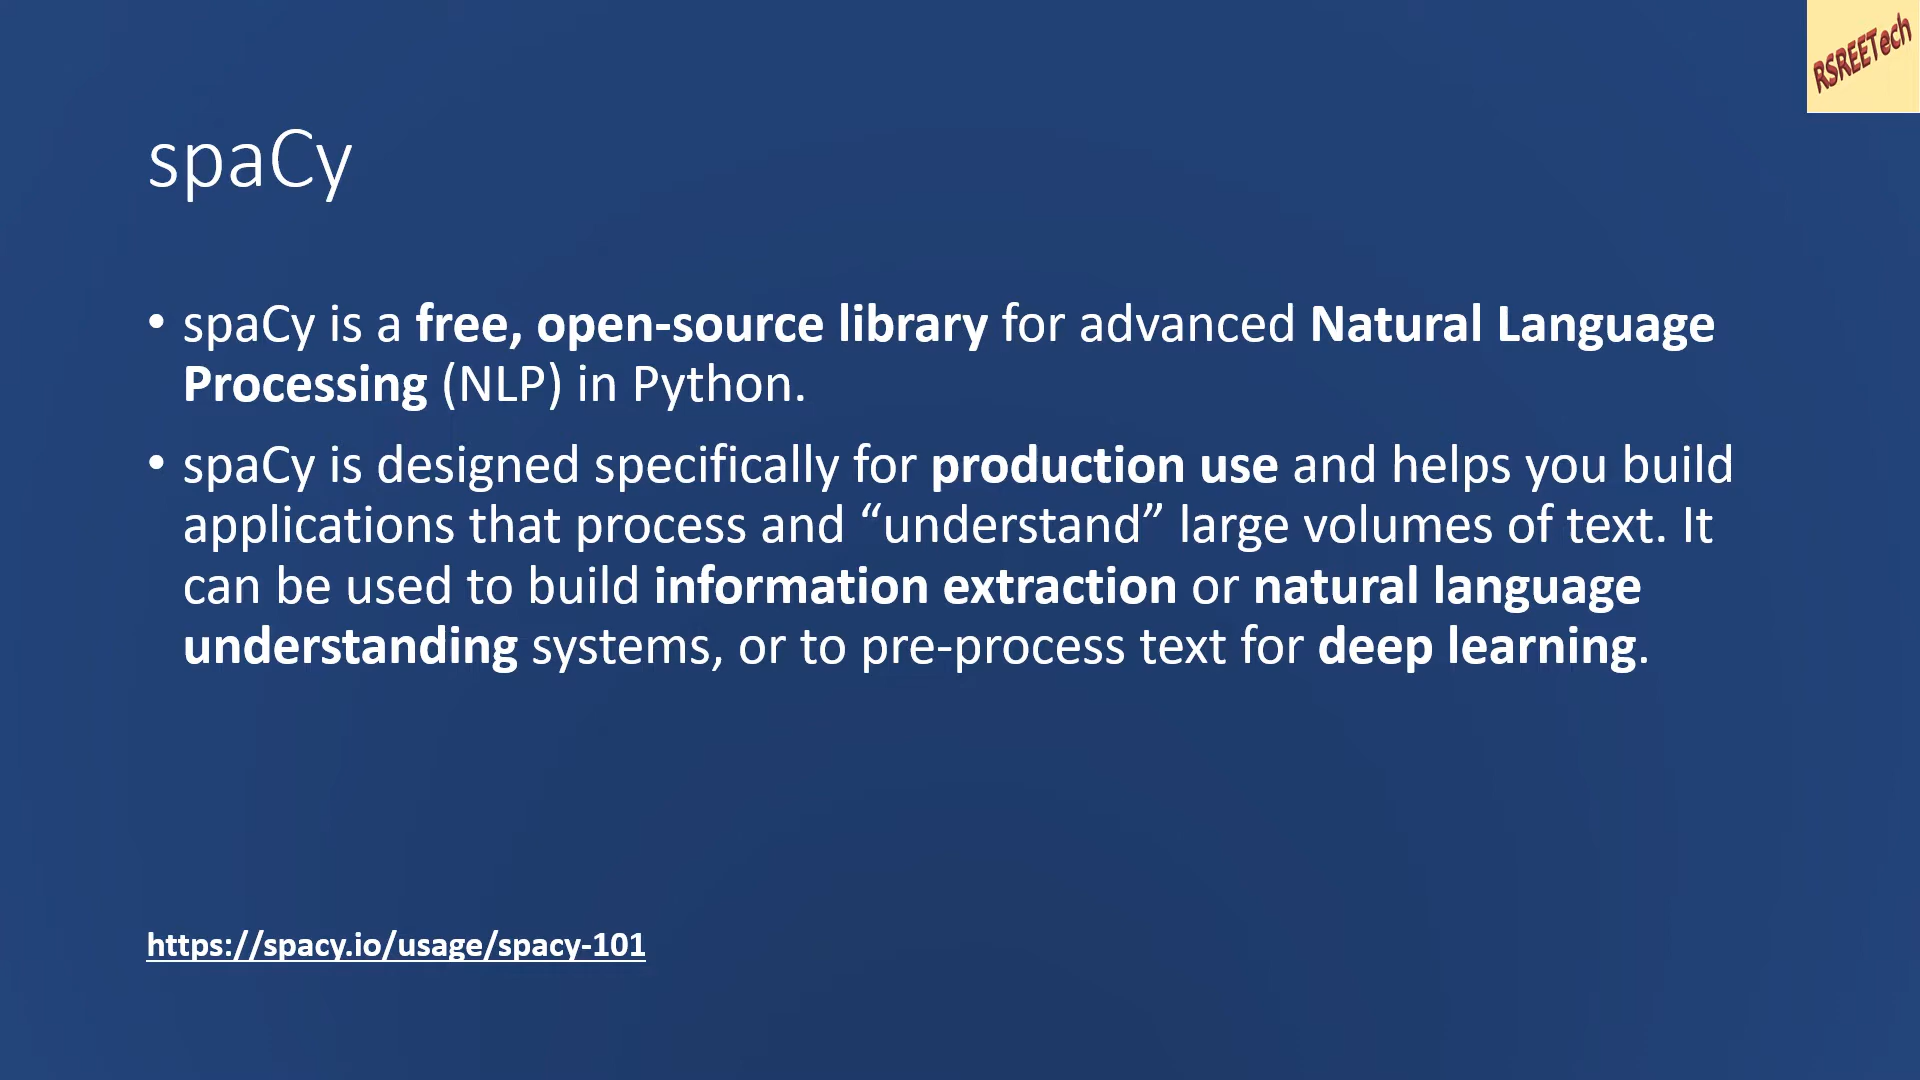 RSREETech
spaCy
• spaCy is a free, open-source library for advanced Natural Language
Processing (NLP) in Python.
• spaCy is designed specifically for production use and helps you build
applications that process and “understand” large volumes of text. It
can be used to build information extraction or natural language
understanding systems, or to pre-process text for deep learning.
https://spacy.io/usage/spacy-101